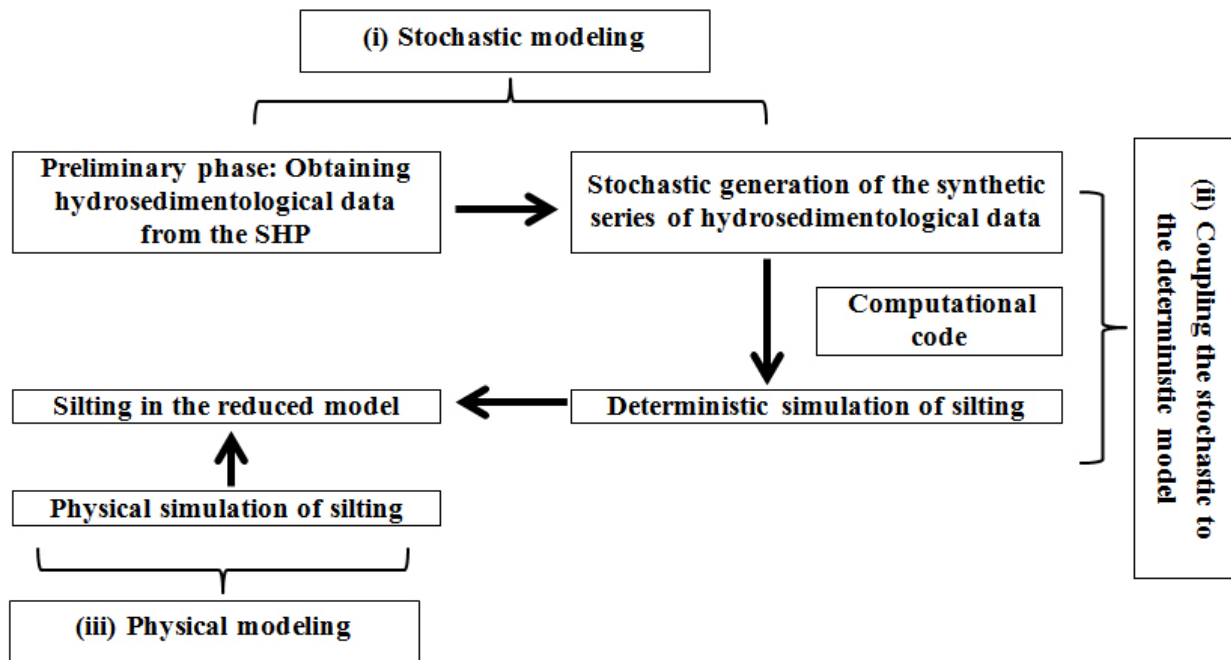 (i) Stochastic modeling
Preliminary phase: Obtaining
hydrosedimentological data
from the SHP
Stochastic generation of the synthetic
series of hydrosedimentological data
(ii) Coupling the stochastic to
the deterministic model
Computational
code
Silting in the reduced model
Deterministic simulation of silting
Physical simulation of silting
(iii) Physical modeling